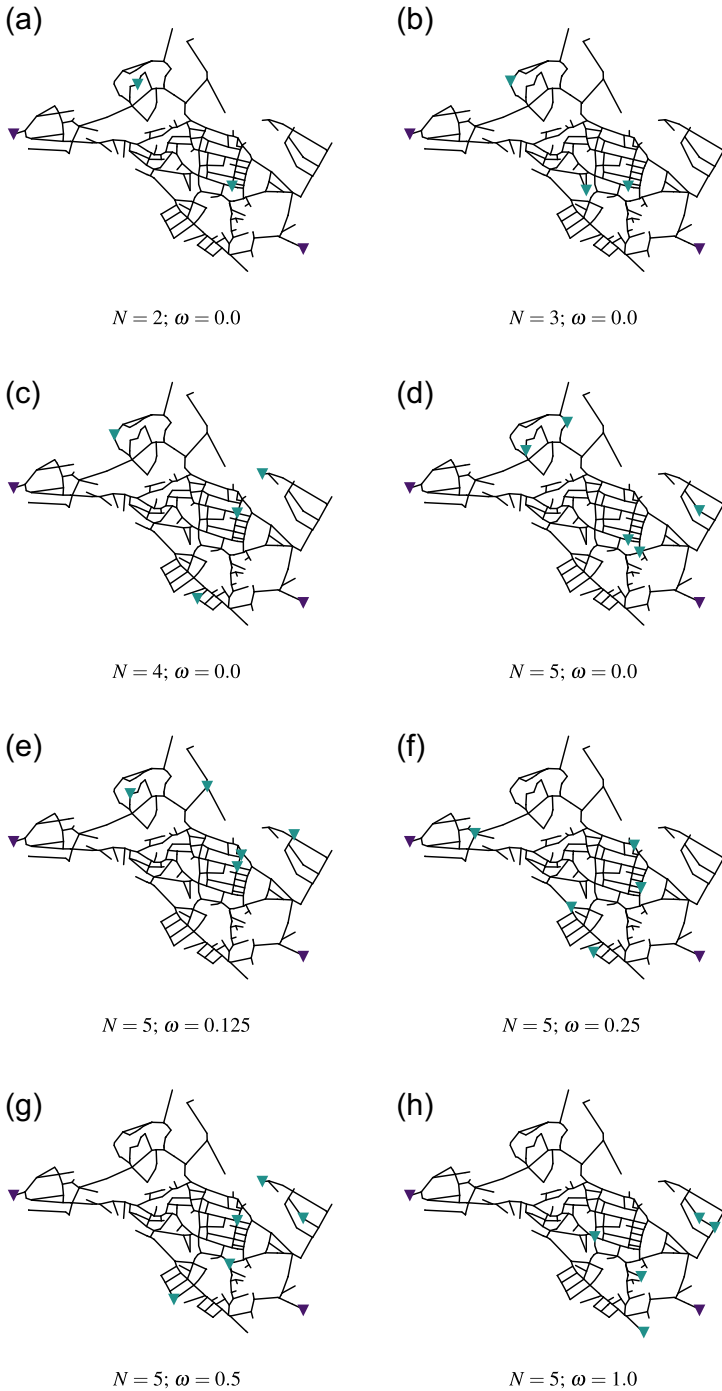 (a)
(b)
N = 2; ω = 0.0
N = 3; ω = 0.0
(c)
(d)
N = 4; ω = 0.0
N = 5; ω = 0.0
(e)
(f)
N = 5; ω = 0.125
N = 5; ω = 0.25
(g)
(h)
N = 5; ω = 0.5
N = 5; ω = 1.0